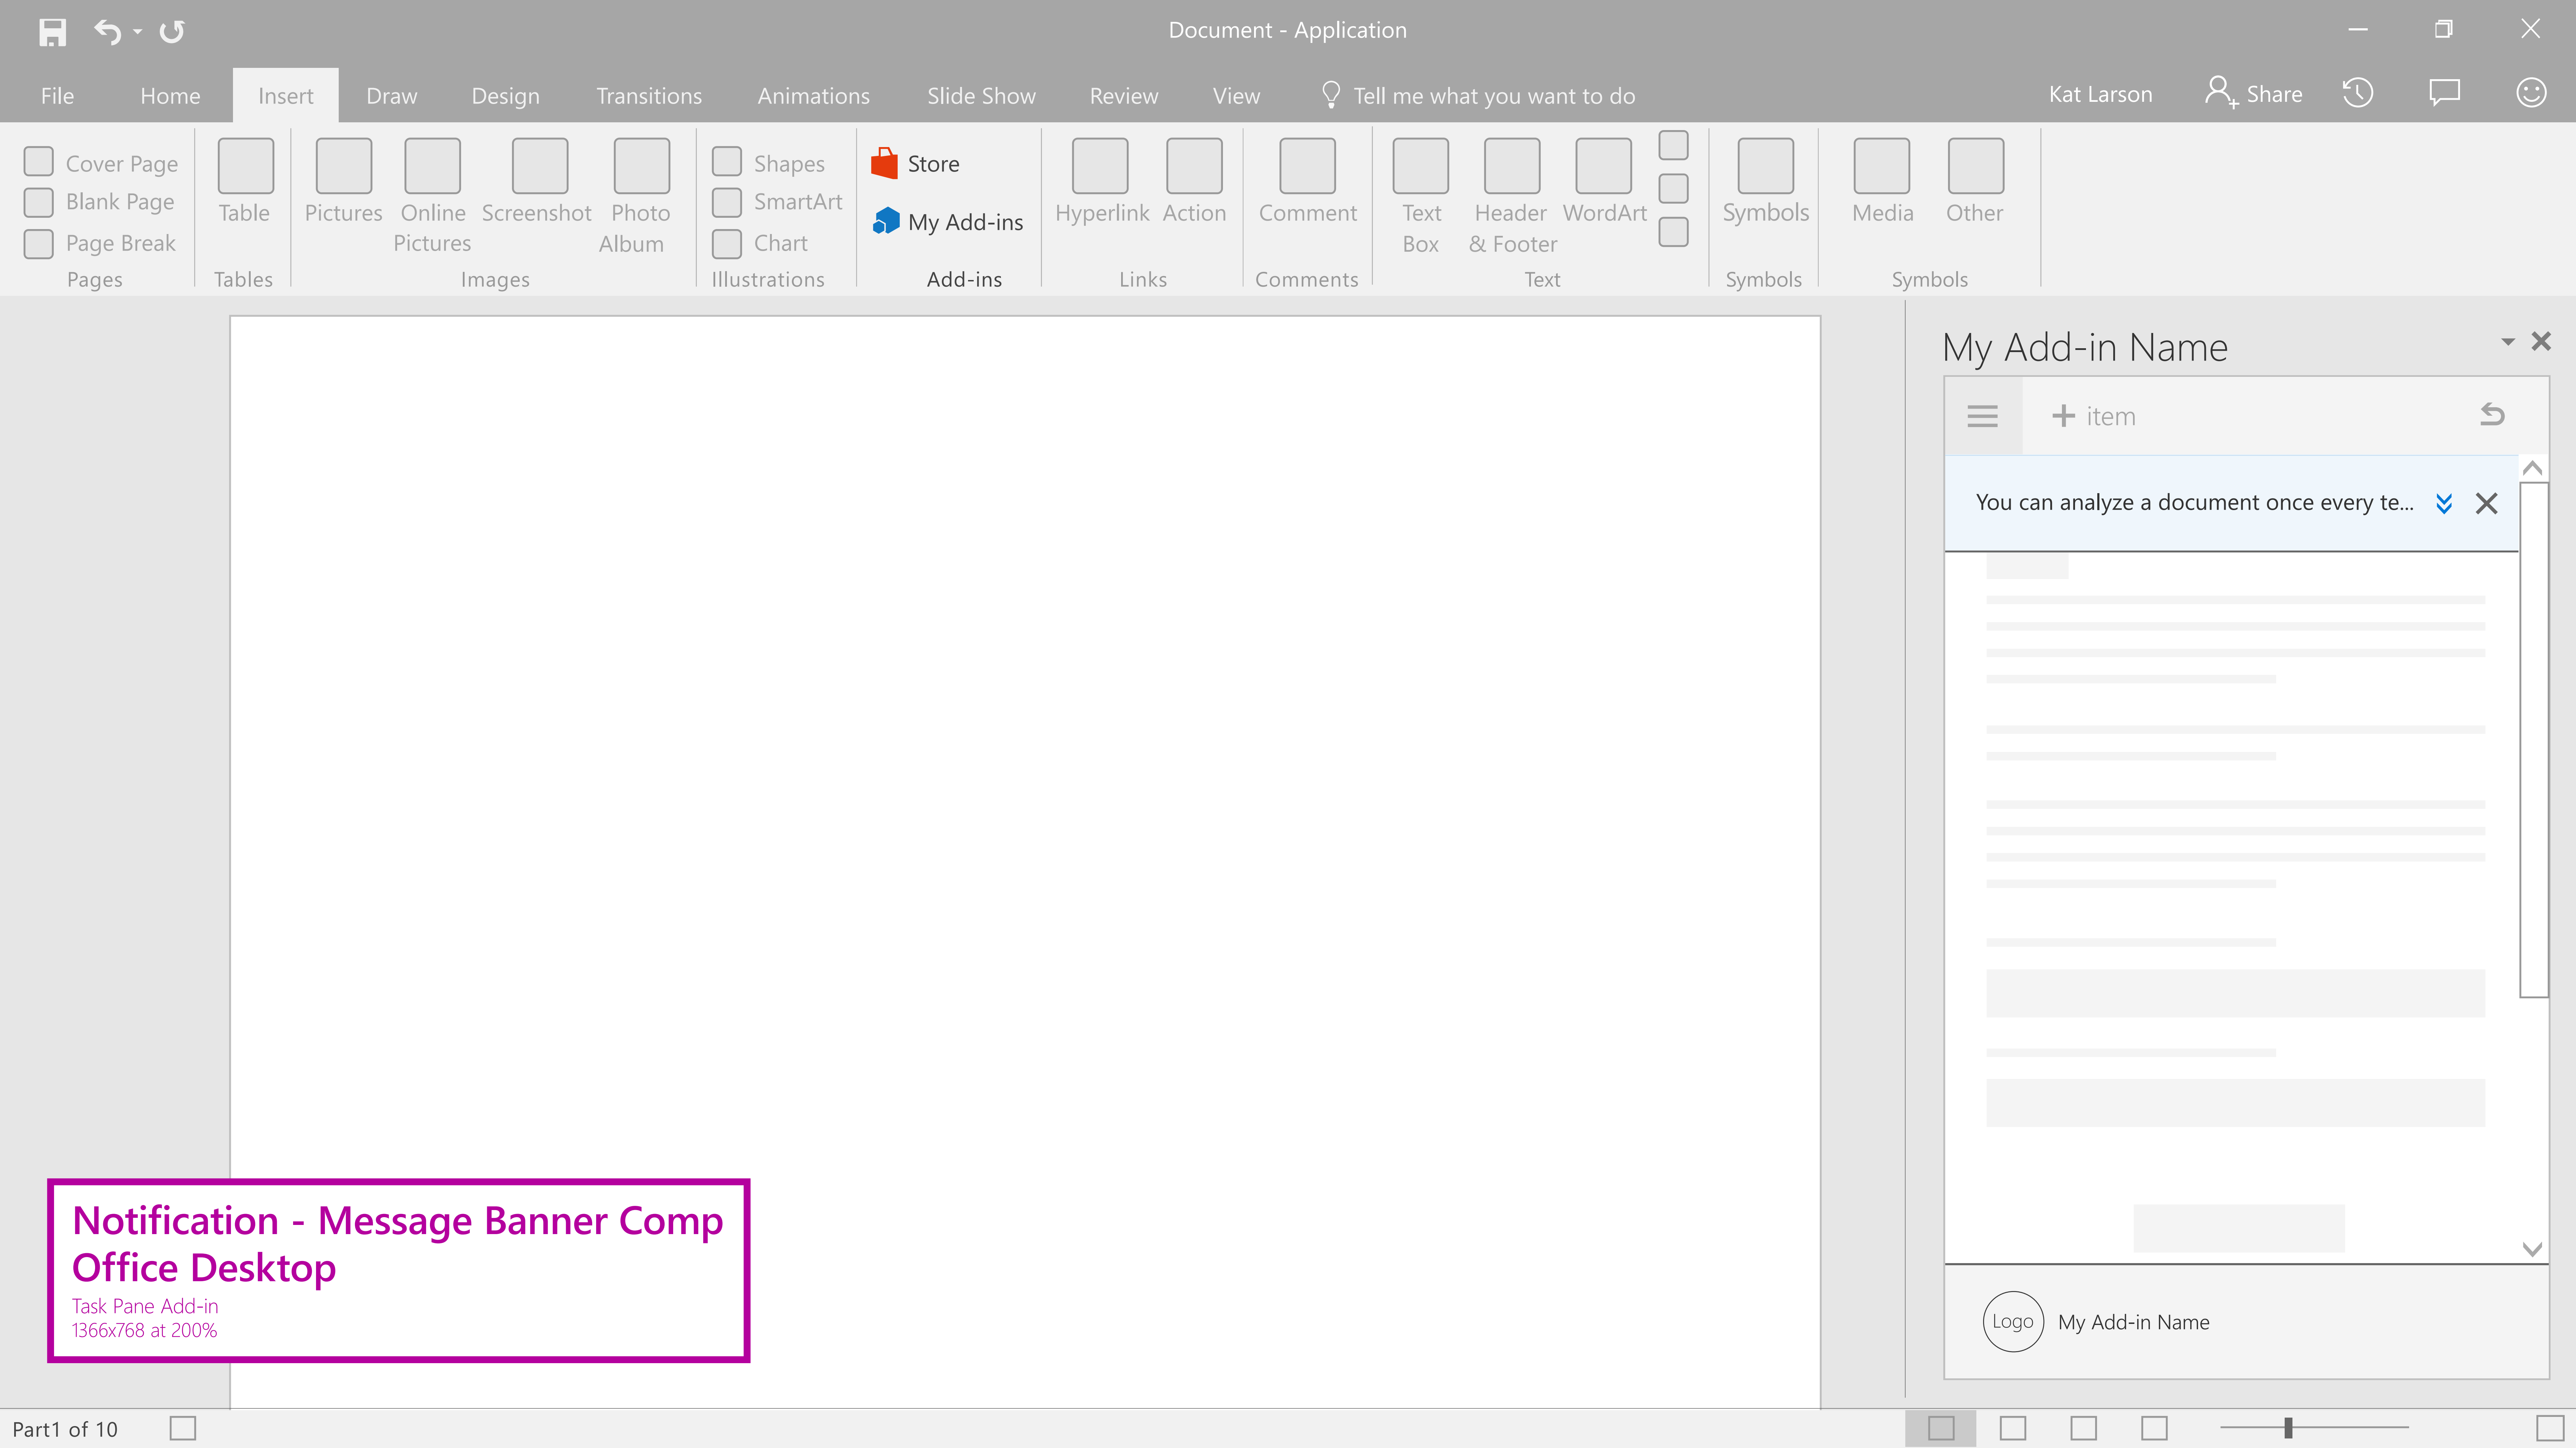 Document - Application
File Home Insert Draw Design Transitions Animations Slide Show Review View Tell me what you want to do Kat Larson Share
Cover Page
Blank Page
Page Break
Pages
Table
Tables
Pictures Online Screenshot Photo
Pictures Album
Images
Shapes
SmartArt
Chart
Illustrations
Store
My Add-ins
Add-ins
Hyperlink Action
Links
Comment
Comments
Text Header WordArt
Box & Footer
Text
Symbols
Symbols
Media Other
Symbols
My Add-in Name
item
You can analyze a document once every te...
Notification - Message Banner Comp
Office Desktop
Task Pane Add-in
1366x768 at 200%
Logo My Add-in Name
Part1 of 10